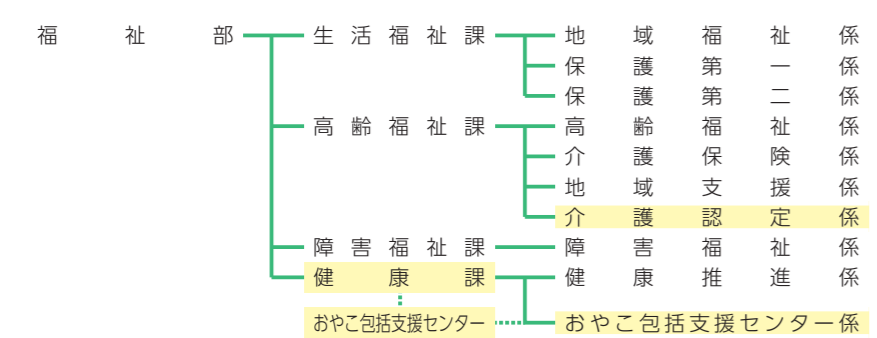 福祉部 生活福祉課 地域福祉係
保護第一係
保護第二係
高齢福祉課 高齢福祉係
介護保険係
地域支援係
介護認定係
障害福祉課 障害福祉係
健康課 健康推進係
おやこ包括支援センター おやこ包括支援センター係